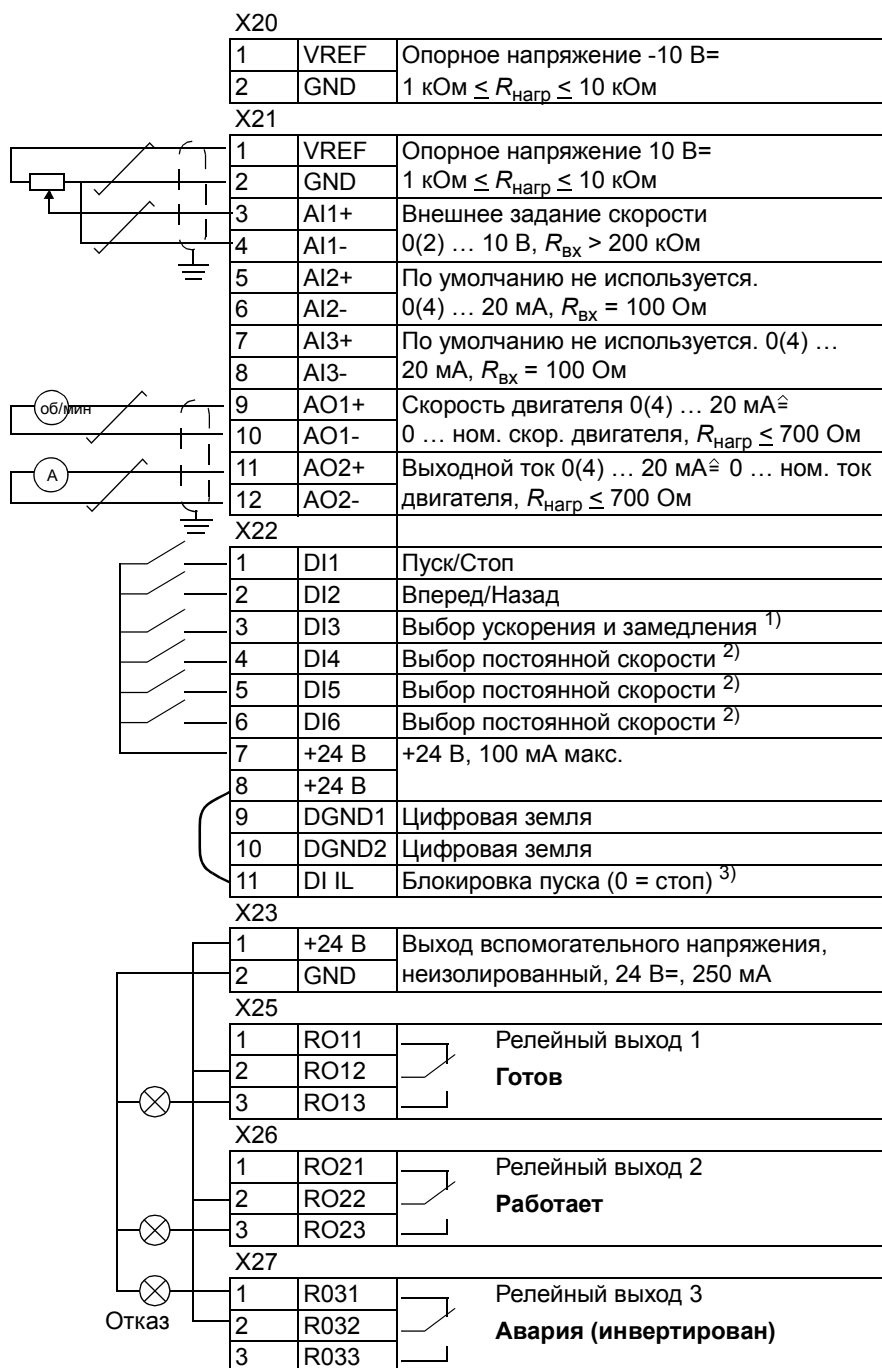 X20
1 VREF Опорное напряжение -10 В=
2 GND 1 кОм ≤ Rнагр ≤ 10 кОм
X21
1 VREF Опорное напряжение 10 В=
2 GND 1 кОм ≤ Rнагр ≤ 10 кОм
3 AI1+ Внешнее задание скорости
4 AI1- 0(2) … 10 В, Rвх > 200 кОм
5 AI2+ По умолчанию не используется.
6 AI2- 0(4) … 20 мА, Rвх = 100 Ом
7 AI3+ По умолчанию не используется. 0(4) …
8 AI3- 20 мА, Rвх = 100 Ом
об/мин 9 AO1+ Скорость двигателя 0(4) … 20 мА≙
10 AO1- 0 … ном. скор. двигателя, Rнагр ≤ 700 Ом
А 11 AO2+ Выходной ток 0(4) … 20 мА≙ 0 … ном. ток
12 AO2- двигателя, Rнагр ≤ 700 Ом
X22
1 DI1 Пуск/Стоп
2 DI2 Вперед/Назад
3 DI3 Выбор ускорения и замедления 1)
4 DI4 Выбор постоянной скорости 2)
5 DI5 Выбор постоянной скорости 2)
6 DI6 Выбор постоянной скорости 2)
7 +24 В +24 В, 100 мА макс.
8 +24 В
9 DGND1 Цифровая земля
10 DGND2 Цифровая земля
11 DI IL Блокировка пуска (0 = стоп) 3)
X23
1 +24 В Выход вспомогательного напряжения,
2 GND неизолированный, 24 В=, 250 мА
X25
1 RO11 Релейный выход 1
2 RO12 Готов
3 RO13
X26
1 RO21 Релейный выход 2
2 RO22 Работает
3 RO23
X27
1 R031 Релейный выход 3
Отказ 2 R032 Авария (инвертирован)
3 R033